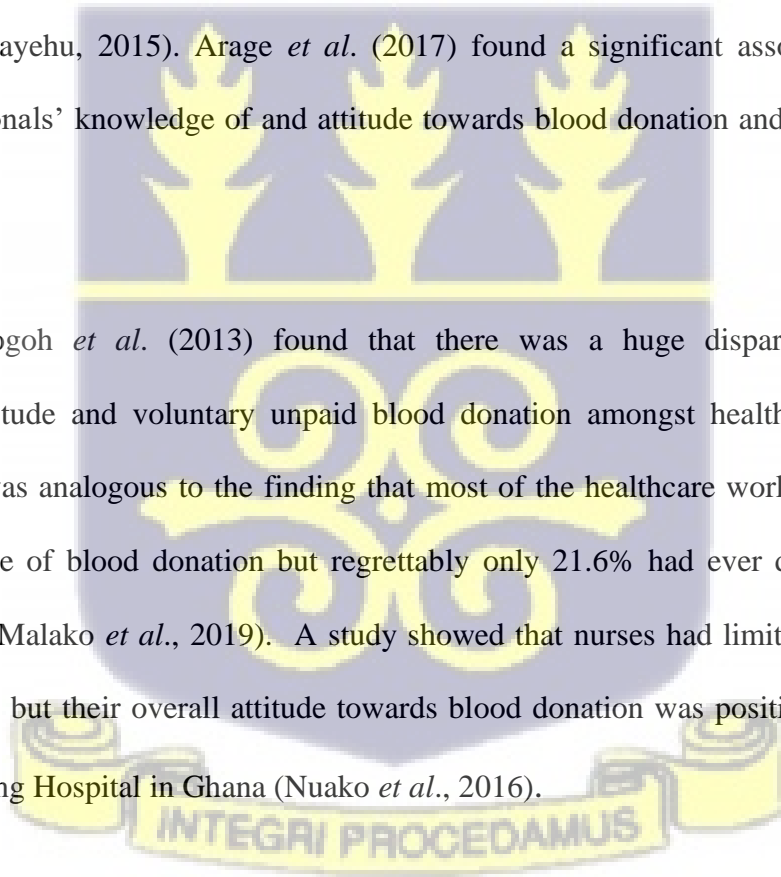 ayehu, 2015). Arage et al. (2017) found a significant asso
onals’ knowledge of and attitude towards blood donation and
ogoh et al. (2013) found that there was a huge dispar
tude and voluntary unpaid blood donation amongst health
was analogous to the finding that most of the healthcare work
e of blood donation but regrettably only 21.6% had ever d
Malako et al., 2019). A study showed that nurses had limit
but their overall attitude towards blood donation was positi
ng Hospital in Ghana (Nuako et al., 2016).
INTEGRI PROCEDAMUS